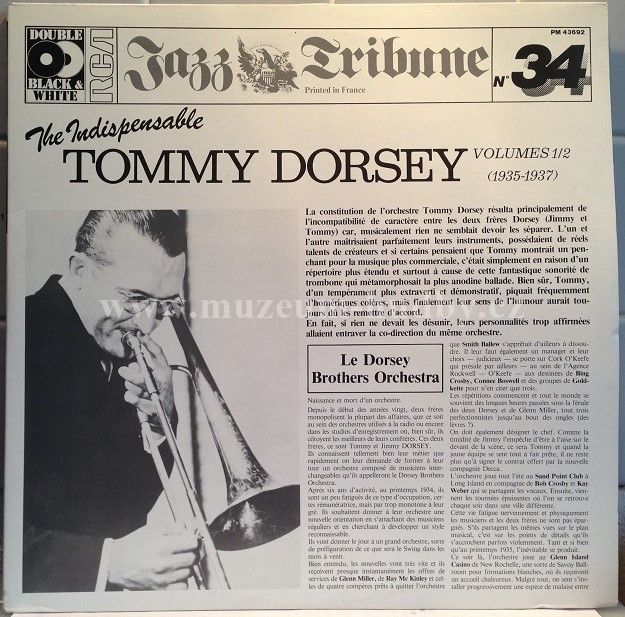 DOUBLE
BLACK &
WHITE
RCA
Jazz Tribune
Printed in France
PM 43692
N° 34
The Indispensable
TOMMY DORSEY
VOLUMES 1/2
(1935-1937)
La constitution de l'orchestre Tommy Dorsey résulta principalement de
l'incompatibilité de caractère entre les deux frères Dorsey (Jimmy et
Tommy) car, musicalement rien ne semblait devoir les séparer. L'un et
l'autre maîtrisaient parfaitement leurs instruments, possédaient de réels
talents de créateurs et si certains pensaient que Tommy montrait un pen-
chant pour la musique plus commerciale, c'était simplement en raison d'un
répertoire plus étendu et surtout à cause de cette fantastique sonorité de
trombone qui métamorphosait la plus anodine ballade. Bien sûr, Tommy,
d'un tempérament plus extraverti et démonstratif, piquait fréquemment
d'homériques colères, mais finalement leur sens de l'humour aurait tou-
jours dû les remettre d'accord.
En fait, si rien ne devait les désunir, leurs personnalités trop affirmées
allaient entraver la co-direction du même orchestre.
www.muzeum
.cz
Le Dorsey
Brothers Orchestra
Naissance et mort d'un orchestre.
Depuis le début des années vingt, deux frères
monopolisent la plupart des affaires, que ce soit
au sein des orchestres utilisés à la radio ou encore
dans les studios d'enregistrement où, bien sûr, ils
côtoyent les meilleurs de leurs confrères. Ces deux
frères, ce sont Tommy et Jimmy DORSEY.
Ils connaissent tellement bien leur métier que
rapidement on leur demande de former à leur
tour un orchestre composé de musiciens inter-
changeables qu'ils appelleront le Dorsey Brothers
Orchestra.
Après six ans d'activité, au printemps 1934, ils
sont un peu fatigués de ce type d'occupation, cer-
tes rémunératrice, mais par trop monotone à leur
gré. Ils souhaitent donner à leur orchestre une
nouvelle orientation en s'attachant des musiciens
réguliers et en cherchant à développer un style
reconnaissable.
Ils vont donner le jour à un grand orchestre, sorte
de préfiguration de ce que sera le Swing dans les
mois à venir.
Bien entendu, les nouvelles vont très vite et ils
reçoivent presque instantanément les offres de
services de Glenn Miller, de Ray Mc Kinley et cel-
les de quatre compères prêts à quitter l'orchestre
que Smith Ballew s'apprêtait d'ailleurs à dissou-
dre. Il leur faut également un manager et leur
choix — judicieux — se porte sur Cork O'Keefe
qui préside par ailleurs — au sein de l'Agence
Rockwell — O'Keefe — aux destinées de Bing
Crosby, Connee Boswell et des groupes de Gold-
kette pour n'en citer que trois.
Les répétitions commencent et tout le monde se
souvient des longues heures passées sous la férule
des deux Dorsey et de Glenn Miller, tout trois
perfectionnistes jusqu'au bout des ongles (des
lèvres ?).
On doit également désigner le chef. Comme la
timidité de Jimmy l'empêche d'être à l'aise sur le
devant de la scène, ce sera Tommy et quand la
jeune équipe se sent tout à fait prête, il ne reste
plus qu'à signer le contrat offert par la nouvelle
compagnie Decca.
L'orchestre joue tout l'été au Sand Point Club à
Long Island en compagnie de Bob Crosby et Kay
Weber qui se partagent les vocaux. Ensuite, vien-
nent les tournées épuisantes où l'on se retrouve
chaque soir dans une ville différente.
Cette vie fatigue nerveusement et physiquement
les musiciens et les deux frères ne sont pas épar-
gnés. S'ils partagent les mêmes vues sur le plan
musical, c'est sur les points de détails qu'ils
s'accrochent parfois violemment. Tant et si bien
qu'au printemps 1935, l'inévitable se produit.
Ce soir là, l'orchestre joue au Glenn Island
Casino de New Rochelle, une sorte de Savoy Ball-
room pour formations blanches, où ils reçoivent
un accueil chaleureux. Malgré tout, on sent s'ins-
taller progressivement une espèce de malaise entre